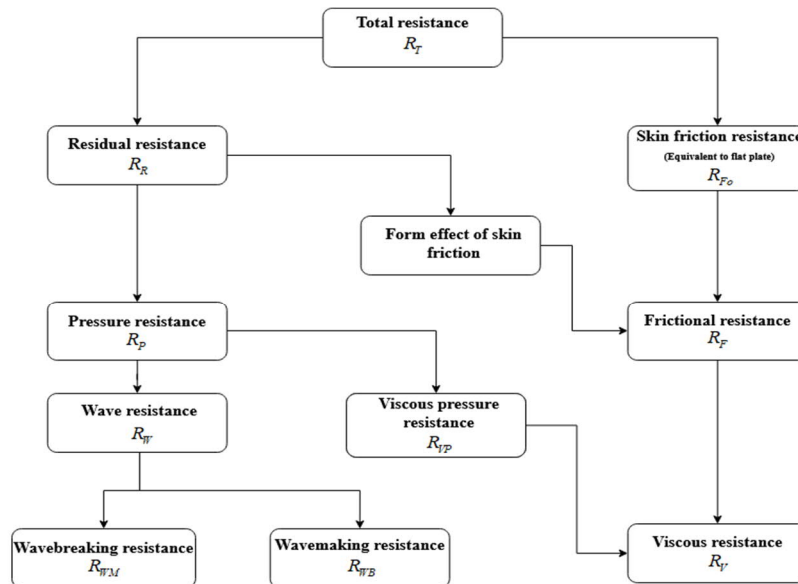 Total resistance
R_T
Residual resistance
R_R
Skin friction resistance
(Equivalent to flat plate)
R_Fo
Form effect of skin
friction
Pressure resistance
R_P
Frictional resistance
R_F
Wave resistance
R_W
Viscous pressure
resistance
R_VP
Wavebreaking resistance
R_WM
Wavemaking resistance
R_WB
Viscous resistance
R_V